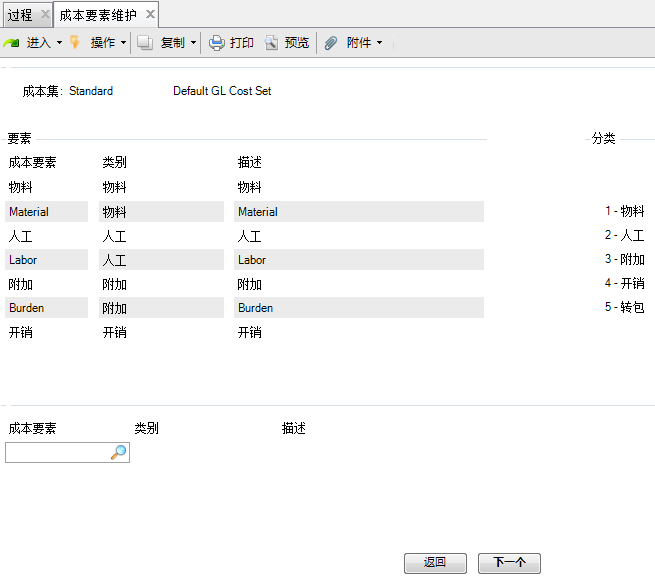 过程 成本要素维护
进入 操作 复制 打印 预览 附件
成本集: Standard Default GL Cost Set
要素 分类
成本要素 类别 描述
物料 物料 物料
Material 物料 Material 1 - 物料
人工 人工 人工 2 - 人工
Labor 人工 Labor 3 - 附加
附加 附加 附加 4 - 开销
Burden 附加 Burden 5 - 转包
开销 开销 开销
成本要素 类别 描述
返回 下一个